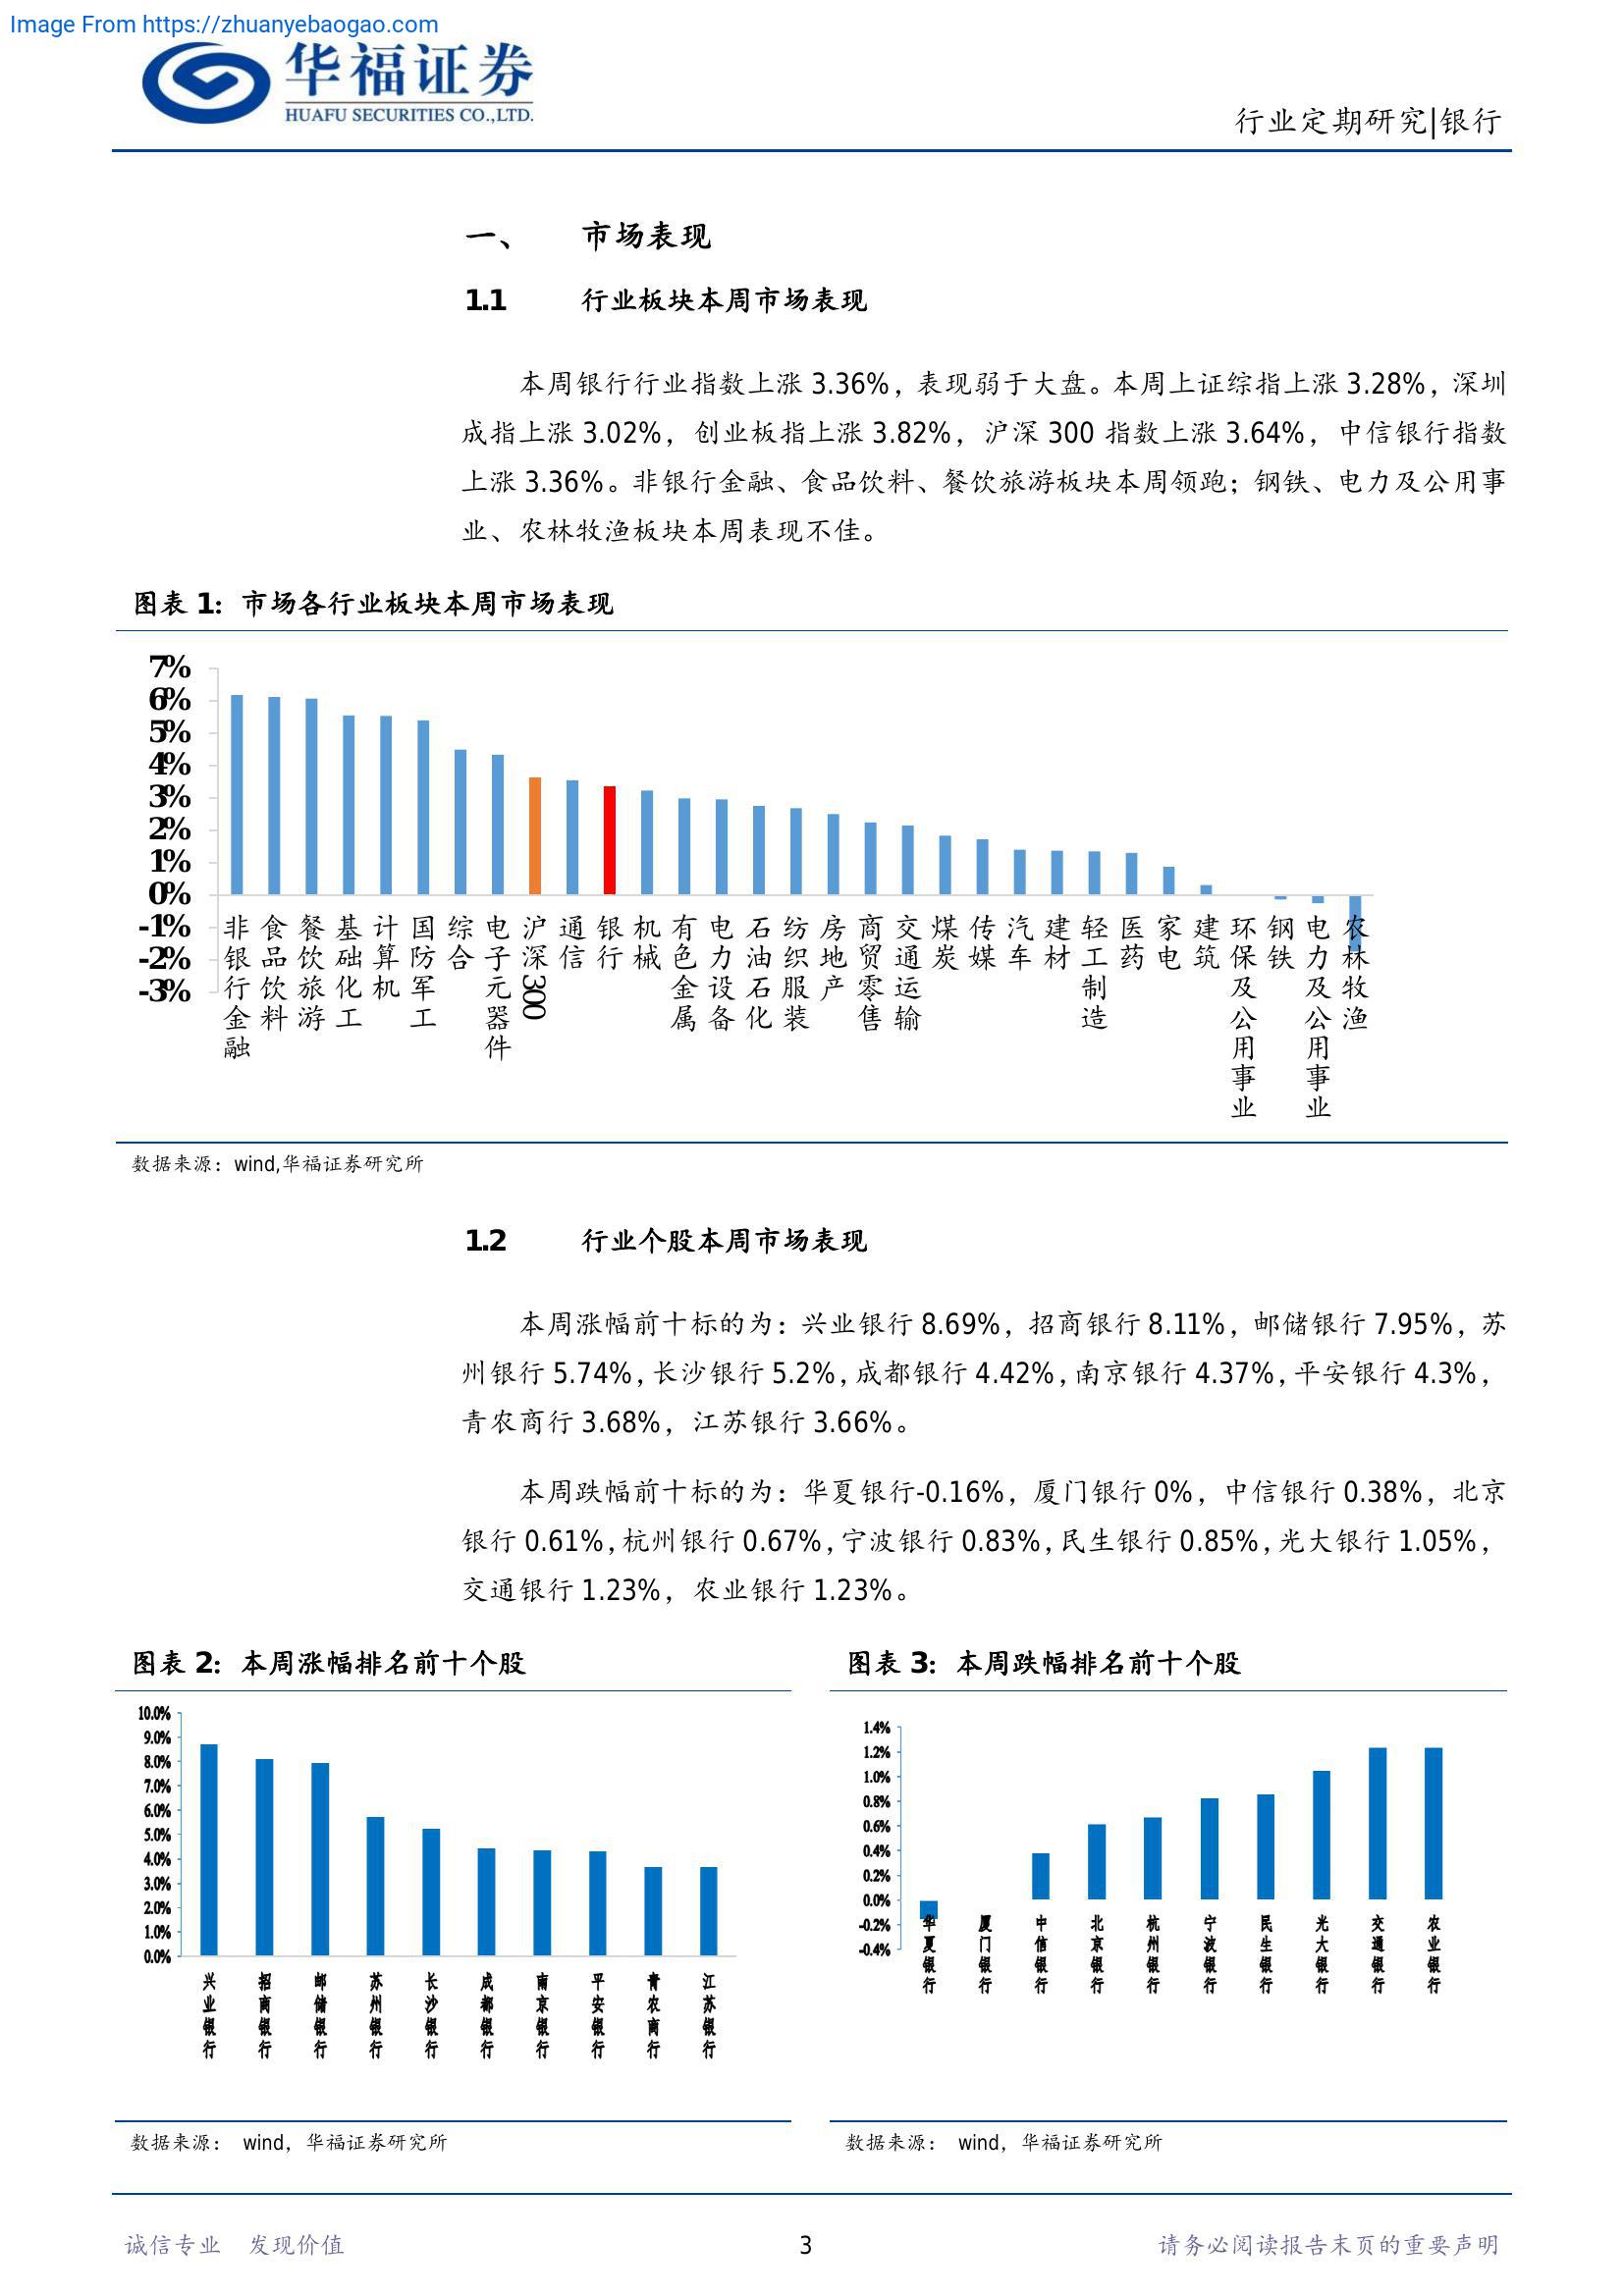 Image From https://zhuanyebaogao.com
华福证券
HUAFU SECURITIES CO.,LTD.
行业定期研究|银行
一、 市场表现
1.1 行业板块本周市场表现
本周银行行业指数上涨 3.36%，表现弱于大盘。本周上证综指上涨 3.28%，深圳
成指上涨 3.02%，创业板指上涨 3.82%，沪深 300 指数上涨 3.64%，中信银行指数
上涨 3.36%。非银行金融、食品饮料、餐饮旅游板块本周领跑；钢铁、电力及公用事
业、农林牧渔板块本周表现不佳。
图表 1：市场各行业板块本周市场表现
7%
6%
5%
4%
3%
2%
1%
0%
-1%
-2%
-3%
非银行金融
食品饮料
餐饮旅游
基础化工
计算机
国防军工
综合
电子元器件
沪深300
通信
银行
机械
有色金属
电力设备
石油石化
纺织服装
房地产
商贸零售
交通运输
煤炭
传媒
汽车
建材
轻工制造
医药
家电
建筑
环保及公用事业
钢铁
电力及公用事业
农林牧渔
数据来源：wind,华福证券研究所
1.2 行业个股本周市场表现
本周涨幅前十标的为：兴业银行 8.69%，招商银行 8.11%，邮储银行 7.95%，苏
州银行 5.74%，长沙银行 5.2%，成都银行 4.42%，南京银行 4.37%，平安银行 4.3%，
青农商行 3.68%，江苏银行 3.66%。
本周跌幅前十标的为：华夏银行-0.16%，厦门银行 0%，中信银行 0.38%，北京
银行 0.61%，杭州银行 0.67%，宁波银行 0.83%，民生银行 0.85%，光大银行 1.05%，
交通银行 1.23%，农业银行 1.23%。
图表 2：本周涨幅排名前十个股
10.0%
9.0%
8.0%
7.0%
6.0%
5.0%
4.0%
3.0%
2.0%
1.0%
0.0%
兴业银行
招商银行
邮储银行
苏州银行
长沙银行
成都银行
南京银行
平安银行
青农商行
江苏银行
数据来源： wind，华福证券研究所
图表 3：本周跌幅排名前十个股
1.4%
1.2%
1.0%
0.8%
0.6%
0.4%
0.2%
0.0%
-0.2%
-0.4%
华夏银行
厦门银行
中信银行
北京银行
杭州银行
宁波银行
民生银行
光大银行
交通银行
农业银行
数据来源： wind，华福证券研究所
诚信专业 发现价值
3
请务必阅读报告末页的重要声明